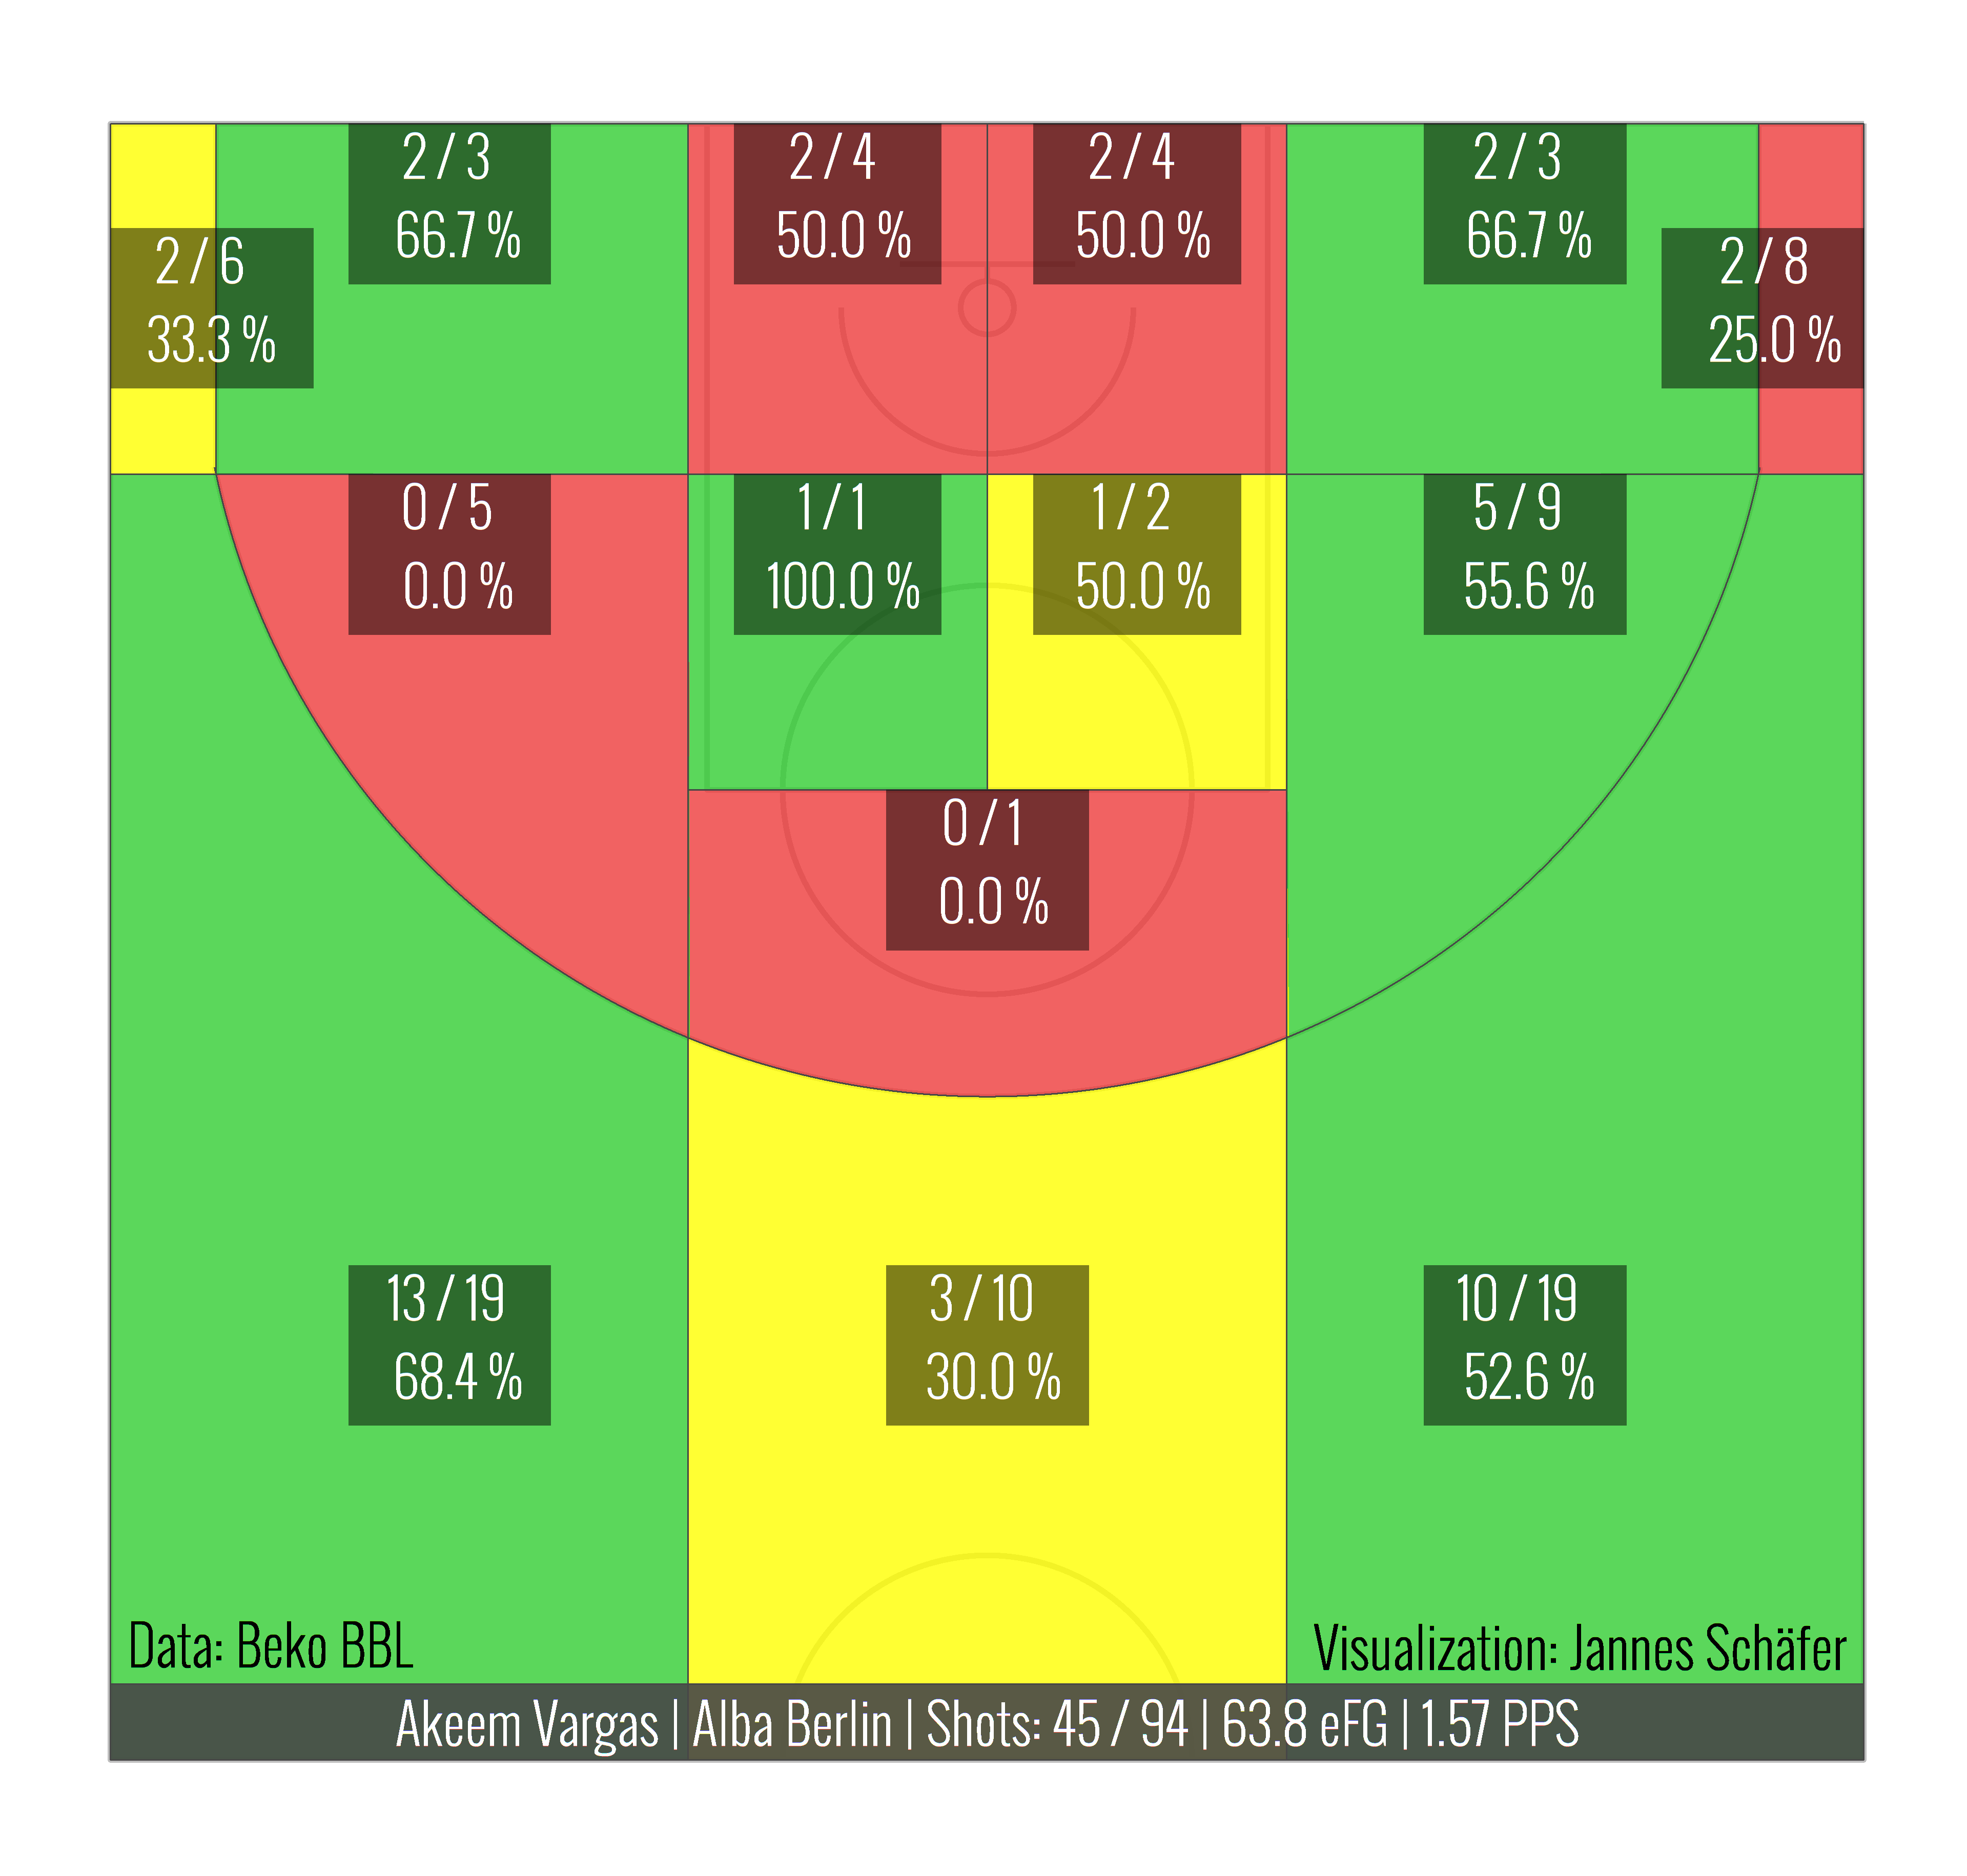 2 / 3
66.7 %
2 / 4
50.0 %
2 / 4
50.0 %
2 / 3
66.7 %
2 / 6
33.3 %
2 / 8
25.0 %
0 / 5
0.0 %
1 / 1
100.0 %
1 / 2
50.0 %
5 / 9
55.6 %
0 / 1
0.0 %
13 / 19
68.4 %
3 / 10
30.0 %
10 / 19
52.6 %
Data: Beko BBL
Visualization: Jannes Schäfer
Akeem Vargas | Alba Berlin | Shots: 45 / 94 | 63.8 eFG | 1.57 PPS